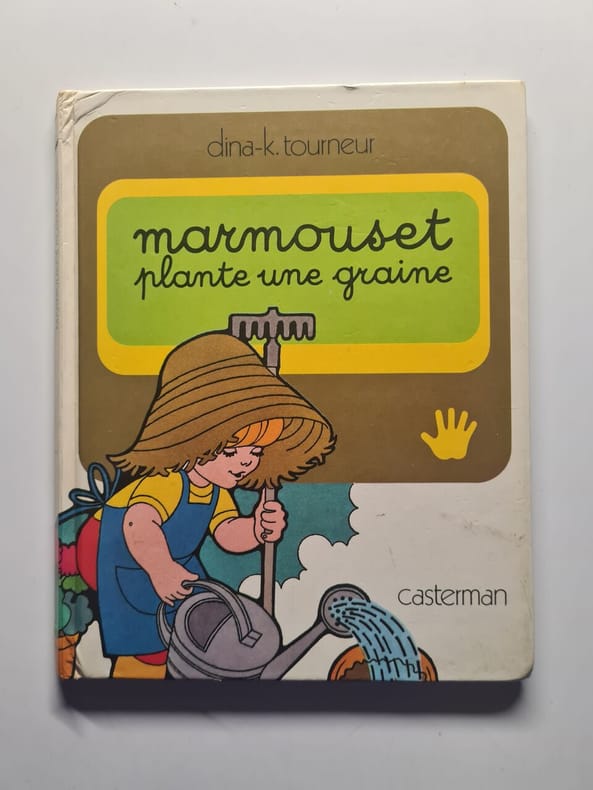 dina-k. tourneur
marmouset
plante une graine
casterman